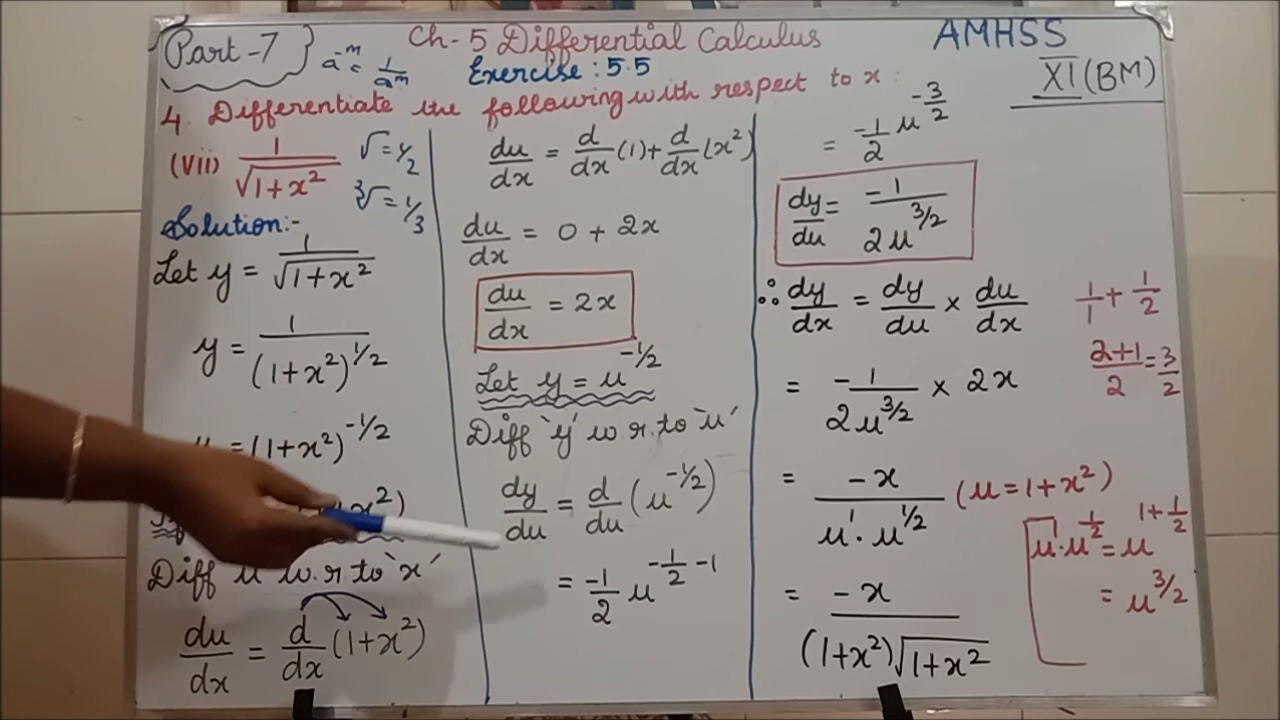 Part-7
a⁻ᵐ = 1/aᵐ
Ch-5 Differential Calculus
Exercise: 5.5
AMHSS
XI (BM)
4. Differentiate the following with respect to x:
(vii) 1/√(1+x²)
√ = 1/2
∛ = 1/3
Solution:-
Let y = 1/√(1+x²)
y = 1/(1+x²)^(1/2)
= (1+x²)^(-1/2)
x²)
Diff u w.r.to `x'
du/dx = d/dx (1+x²)
du/dx = d/dx (1) + d/dx (x²)
du/dx = 0 + 2x
du/dx = 2x
Let y = u^(-1/2)
Diff `y' w.r.to `u'
dy/du = d/du (u^(-1/2))
= -1/2 u^(-1/2 -1)
= -1/2 u^(-3/2)
dy/du = -1/(2u^(3/2))
∴ dy/dx = dy/du × du/dx
= -1/(2u^(3/2)) × 2x
= -x/(u¹·u^(1/2)) (u=1+x²)
= -x/((1+x²)√(1+x²))
1/1 + 1/2
(2+1)/2 = 3/2
u¹·u^(1/2) = u^(1+1/2)
= u^(3/2)